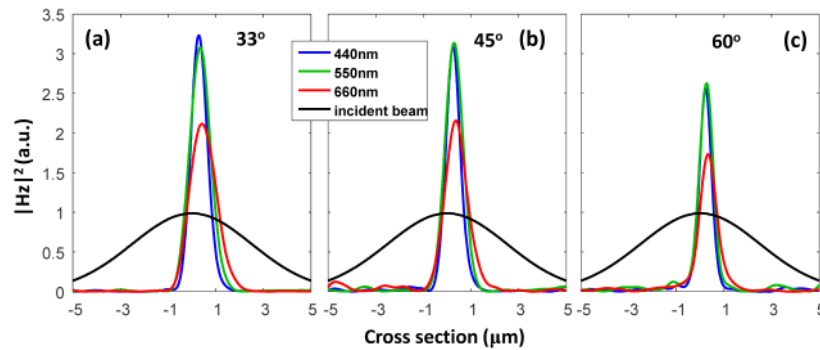 (a) 33° (b) 45° (c) 60°
440nm
550nm
660nm
incident beam
|Hz|² (a.u.)
3.5
3
2.5
2
1.5
1
0.5
0
-5 -3 -1 1 3 5 -5 -3 -1 1 3 5 -5 -3 -1 1 3 5
Cross section (μm)